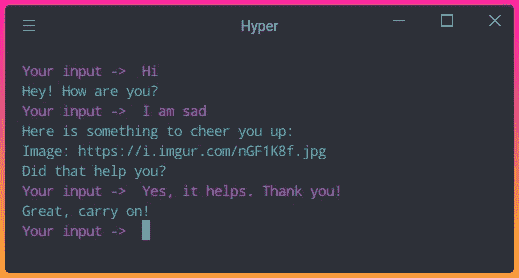 Hyper
Your input -> Hi
Hey! How are you?
Your input -> I am sad
Here is something to cheer you up:
Image: https://i.imgur.com/nGF1K8f.jpg
Did that help you?
Your input -> Yes, it helps. Thank you!
Great, carry on!
Your input ->